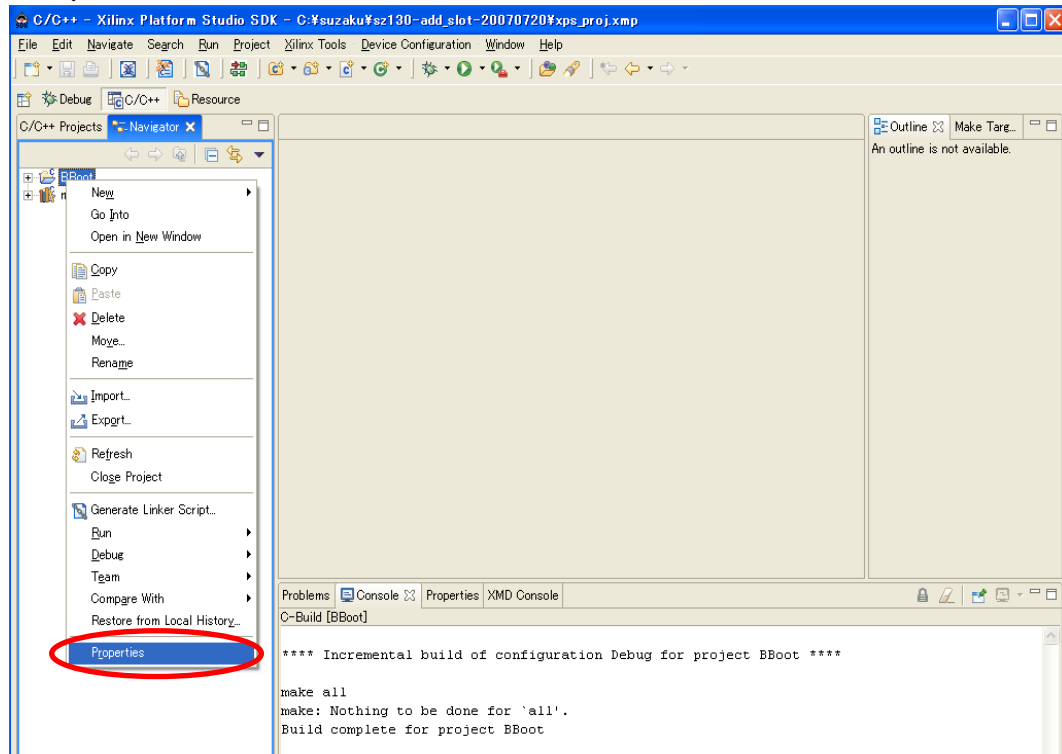 C/C++ - Xilinx Platform Studio SDK - C:¥suzaku¥sz130-add_slot-20070720¥xps_proj.xmp
File Edit Navigate Search Run Project Xilinx Tools Device Configuration Window Help
Debug C/C++ Resource
C/C++ Projects Navigator
Outline Make Targ...
An outline is not available.
BBoot
New
Go Into
Open in New Window
Copy
Paste
Delete
Move...
Rename
Import...
Export...
Refresh
Close Project
Generate Linker Script...
Run
Debug
Team
Compare With
Restore from Local History...
Properties
Problems Console Properties XMD Console
C-Build [BBoot]
**** Incremental build of configuration Debug for project BBoot ****
make all
make: Nothing to be done for `all'.
Build complete for project BBoot